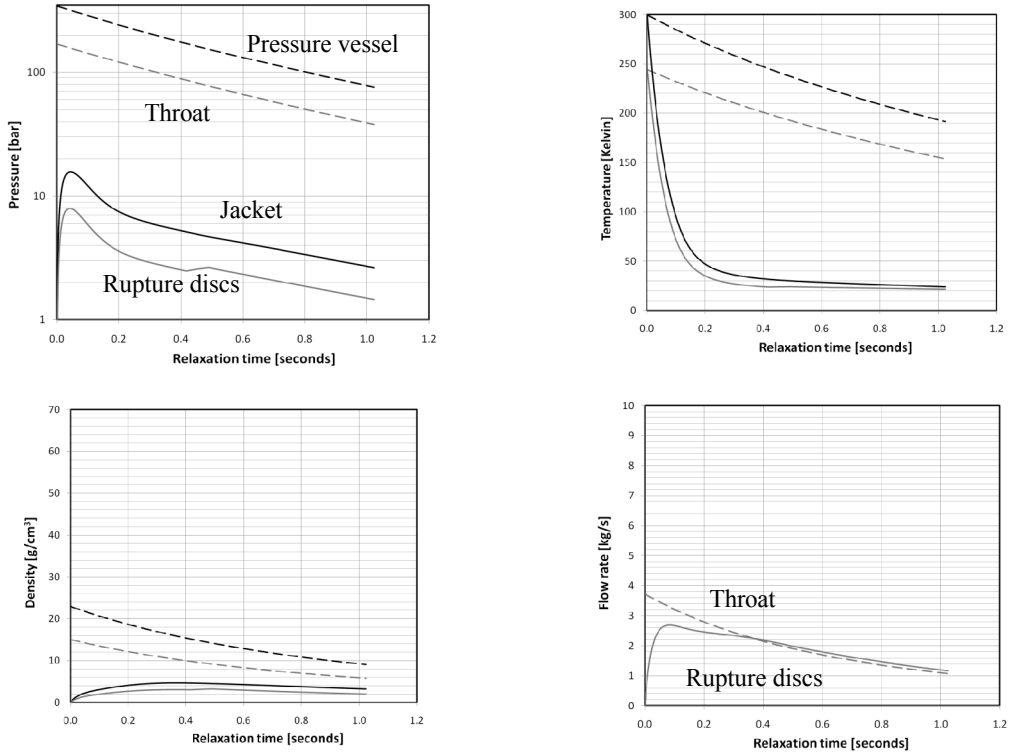 Pressure [bar]
100
10
1
Pressure vessel
Throat
Jacket
Rupture discs
0.0 0.2 0.4 0.6 0.8 1.0 1.2
Relaxation time [seconds]
Temperature [Kelvin]
300
250
200
150
100
50
0
0.0 0.2 0.4 0.6 0.8 1.0 1.2
Relaxation time [seconds]
Density [g/cm³]
70
60
50
40
30
20
10
0
0.0 0.2 0.4 0.6 0.8 1.0 1.2
Relaxation time [seconds]
Flow rate [kg/s]
10
9
8
7
6
5
4
3
2
1
0
Throat
Rupture discs
0.0 0.2 0.4 0.6 0.8 1.0 1.2
Relaxation time [seconds]